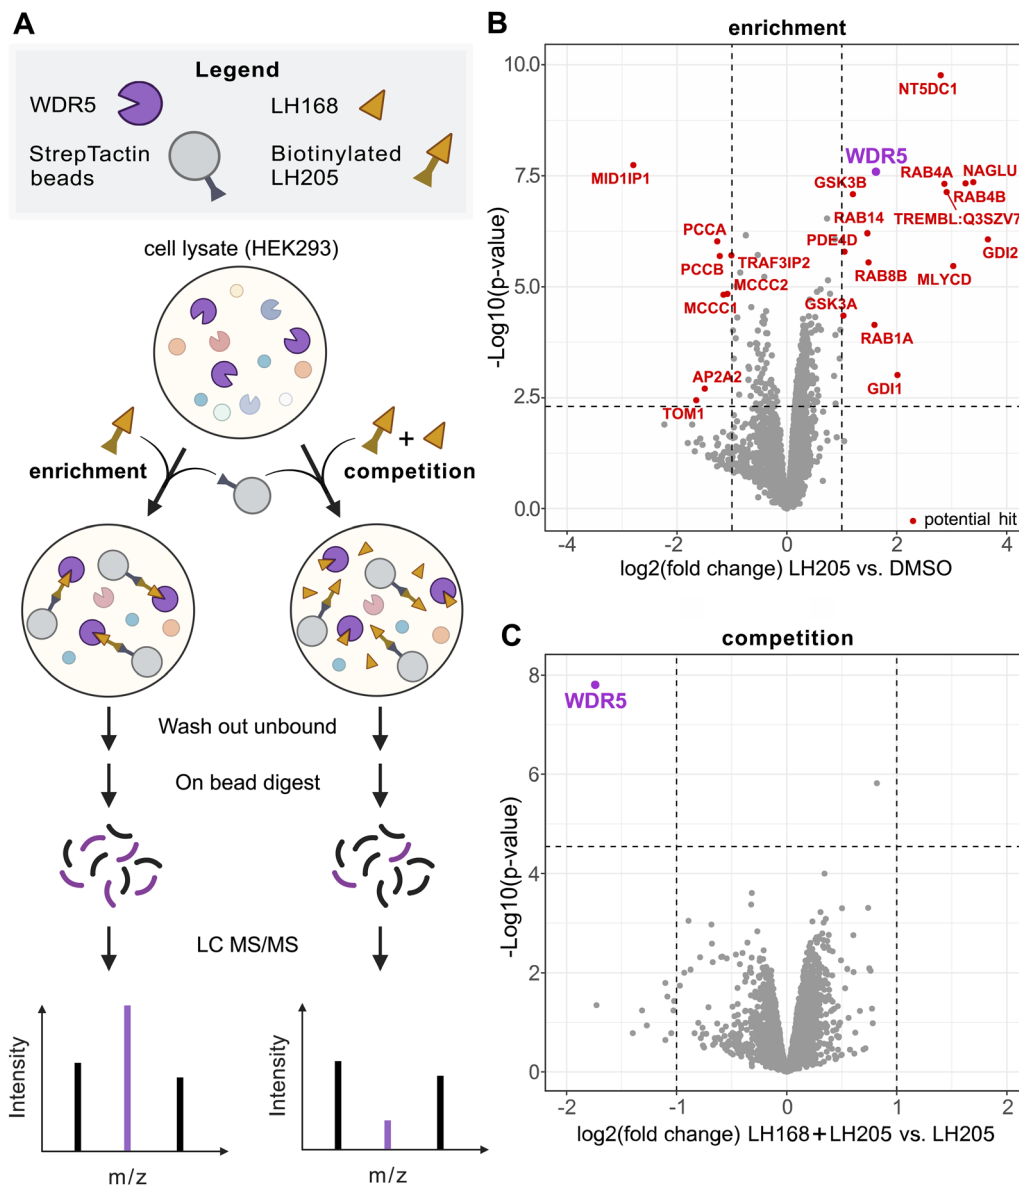 A
Legend
WDR5
LH168
StrepTactin
beads
Biotinylated
LH205
cell lysate (HEK293)
enrichment
+
competition
Wash out unbound
On bead digest
LC MS/MS
Intensity
m/z
Intensity
m/z
B
enrichment
-Log10(p-value)
10.0
7.5
5.0
2.5
0.0
NT5DC1
MID1IP1
WDR5
GSK3B
RAB4A
NAGLU
RAB4B
TREMBL:Q3SZV7
PCCA
RAB14
PDE4D
GDI2
PCCB
TRAF3IP2
RAB8B
MLYCD
MCCC2
MCCC1
GSK3A
RAB1A
AP2A2
GDI1
TOM1
potential hit
-4
-2
0
2
4
log2(fold change) LH205 vs. DMSO
C
competition
-Log10(p-value)
8
6
4
2
0
WDR5
-2
-1
0
1
2
log2(fold change) LH168+LH205 vs. LH205